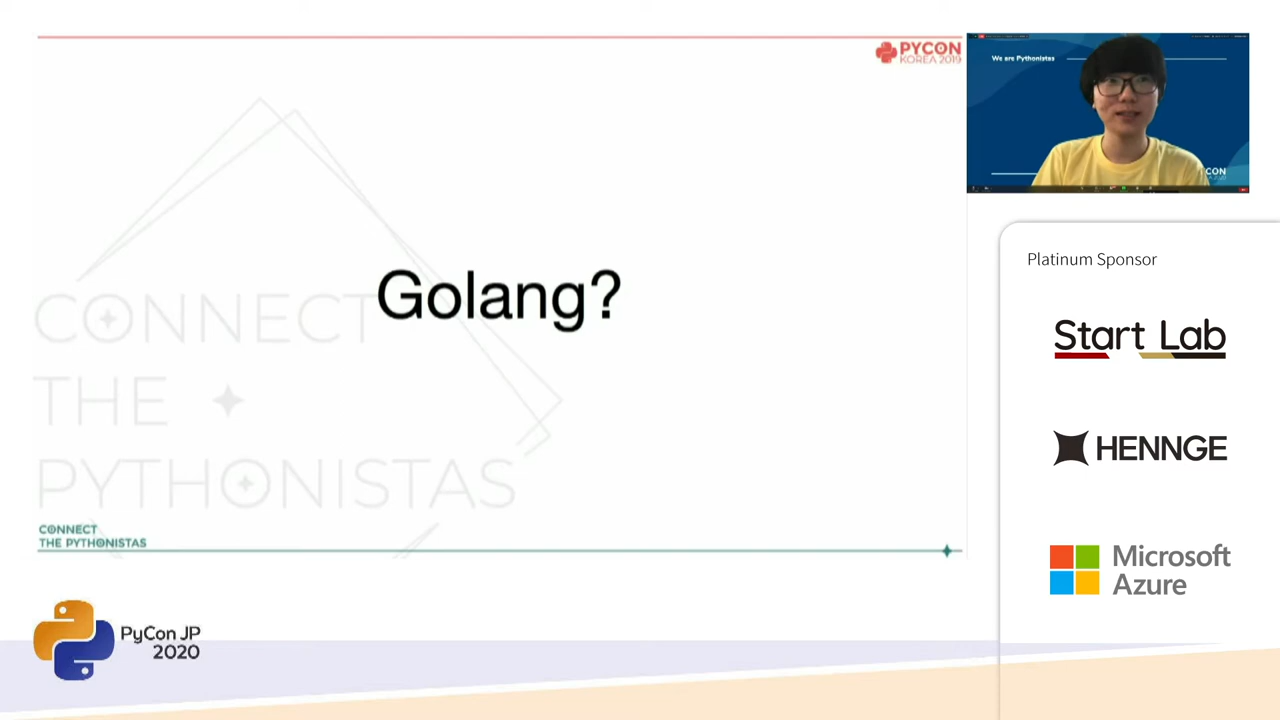 PYCON
KOREA 2019
Golang?
CONNECT
THE
PYTHONISTAS
CONNECT
THE PYTHONISTAS
We are Pythonistas
CON
Platinum Sponsor
Start Lab
HENNGE
Microsoft
Azure
PyCon JP
2020